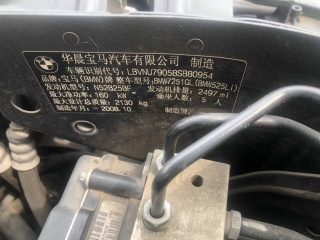 华晨宝马汽车有限公司 制造
车辆识别代号: LBVNU79058SB80954
品牌:宝马(BMW)牌 整车型号:BMW7251GL(BMW525Li)
发动机型号: N52B25BF 发动机排量: 2497 ml
最大净功率: 160 kW 乘坐人数: 5 人
最大设计总质量: 2130 kg
制造年月: 2008.10 制造